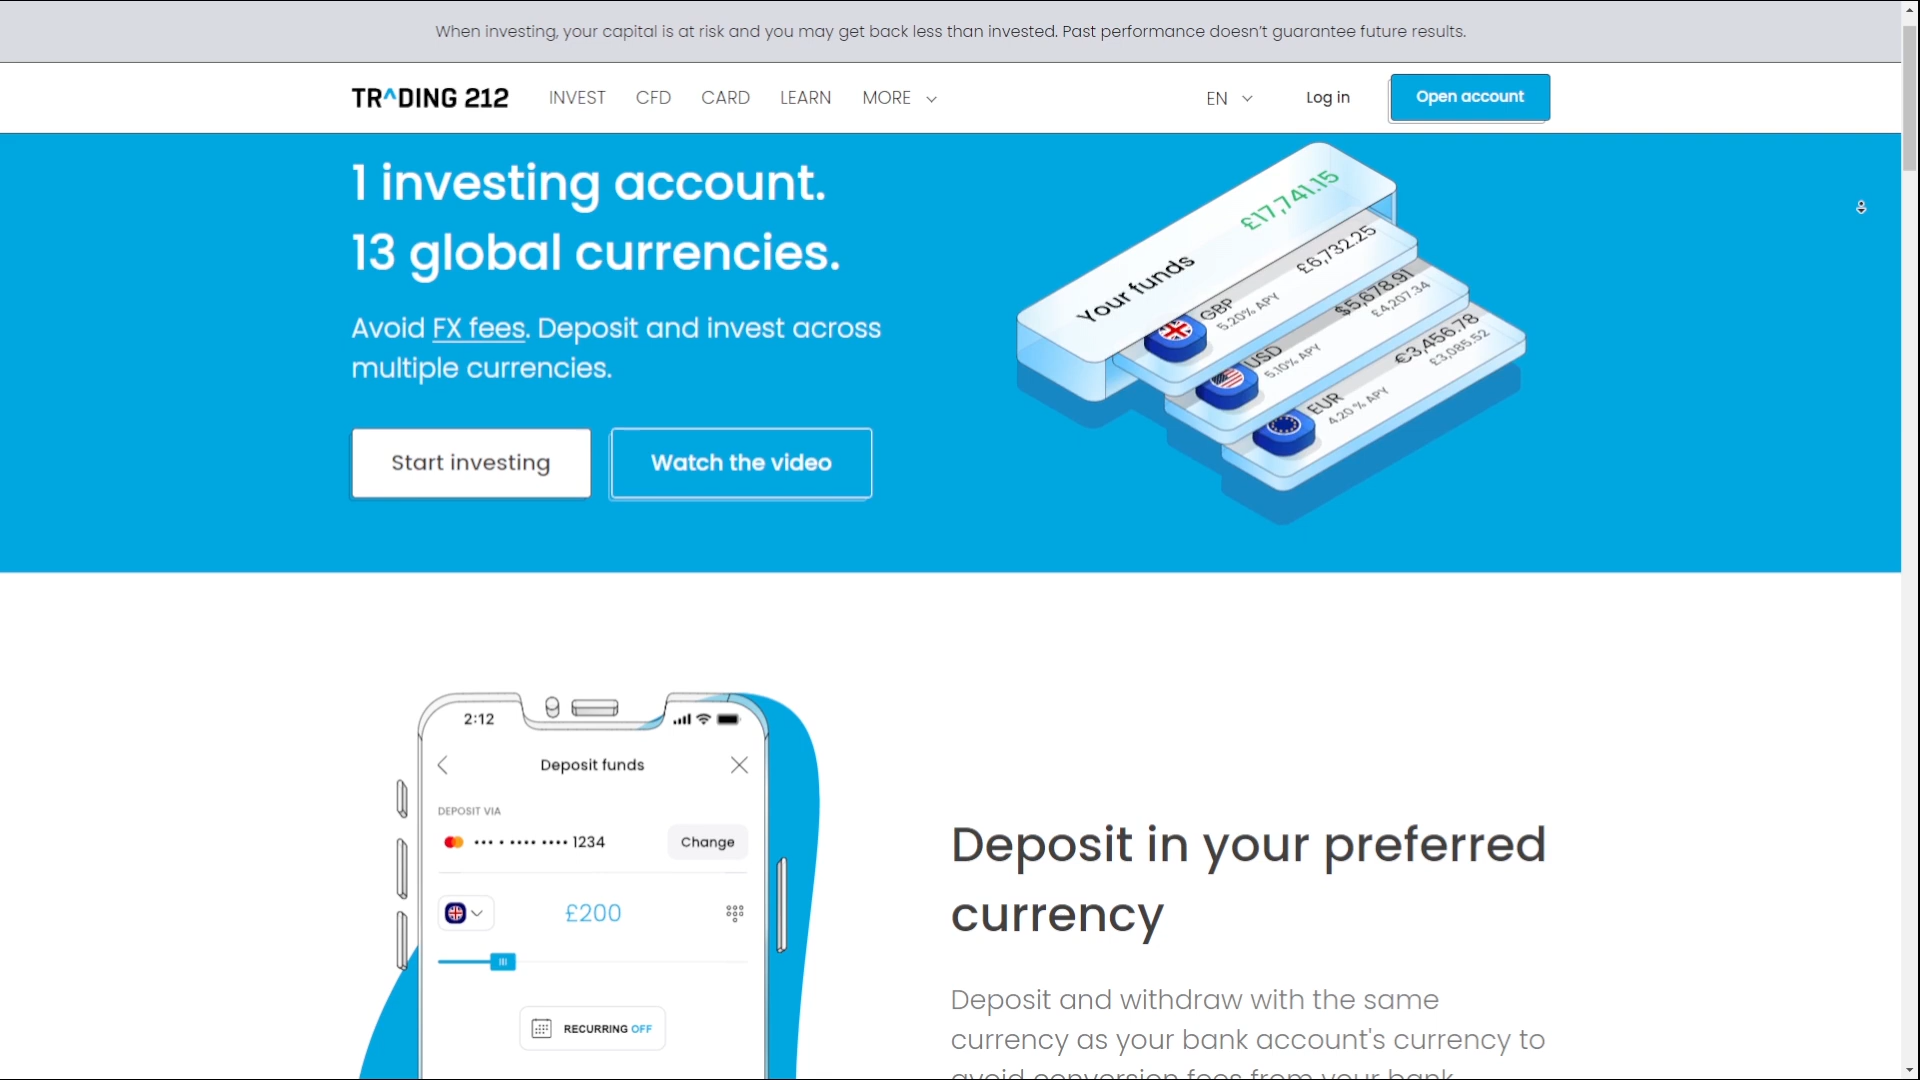 When investing, your capital is at risk and you may get back less than invested. Past performance doesn't guarantee future results.
TRADING 212
INVEST
CFD
CARD
LEARN
MORE
EN
Log in
Open account
1 investing account.
13 global currencies.
Avoid FX fees. Deposit and invest across
multiple currencies.
Start investing
Watch the video
Your funds
£17,741.15
GBP
5.20% APY
£6,732.25
USD
5.10% APY
$5,678.91
£4,207.34
EUR
4.20 % APY
€3,456.78
£3,085.52
2:12
Deposit funds
DEPOSIT VIA
•••• •••• •••• 1234
Change
£200
RECURRING OFF
Deposit in your preferred
currency
Deposit and withdraw with the same
currency as your bank account's currency to
avoid conversion fees from your bank